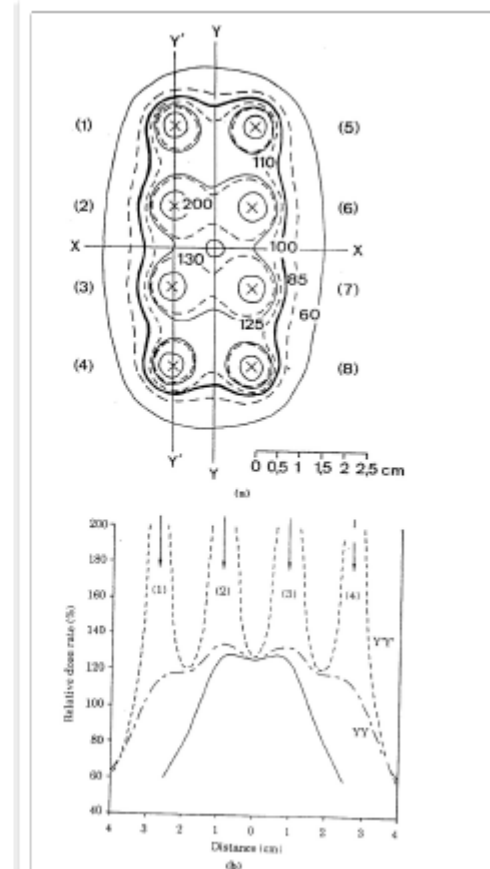 Y' Y
(1) (5)
110
(2) 200 (6)
X 100 X
130
(3) 85 (7)
60
125
(4) (8)
Y' Y
0 0,5 1 1,5 2 2,5 cm
(a)
200
180
160
140
120
100
80
60
40
Relative dose rate (%)
(1) (2) (3) (4)
Y'Y'
YY
4 3 2 1 0 1 2 3 4
Distance (cm)
(b)